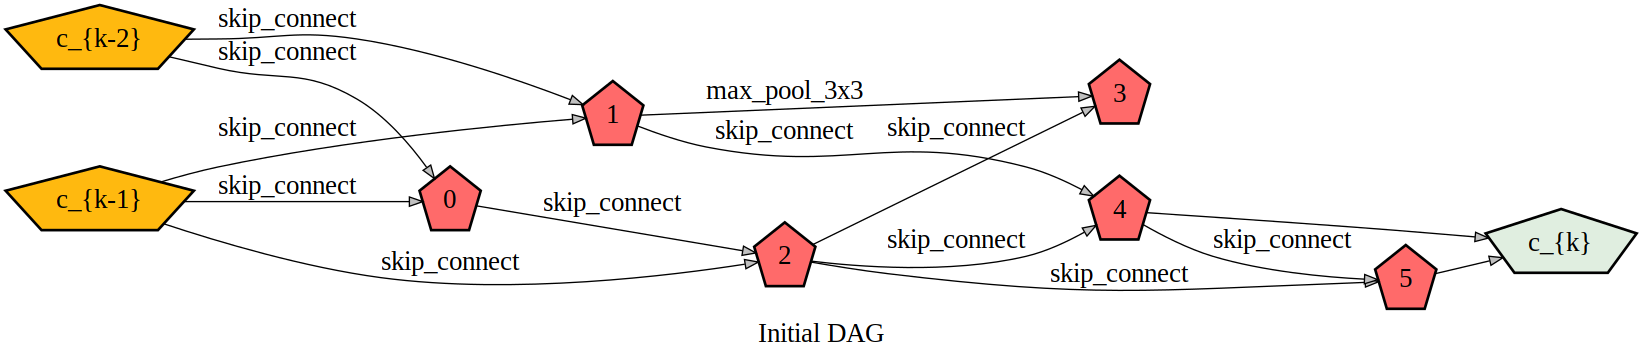 c_{k-2}
skip_connect
skip_connect
skip_connect
c_{k-1}
skip_connect
skip_connect
0
skip_connect
1
max_pool_3x3
skip_connect
skip_connect
2
skip_connect
skip_connect
3
4
skip_connect
5
c_{k}
Initial DAG